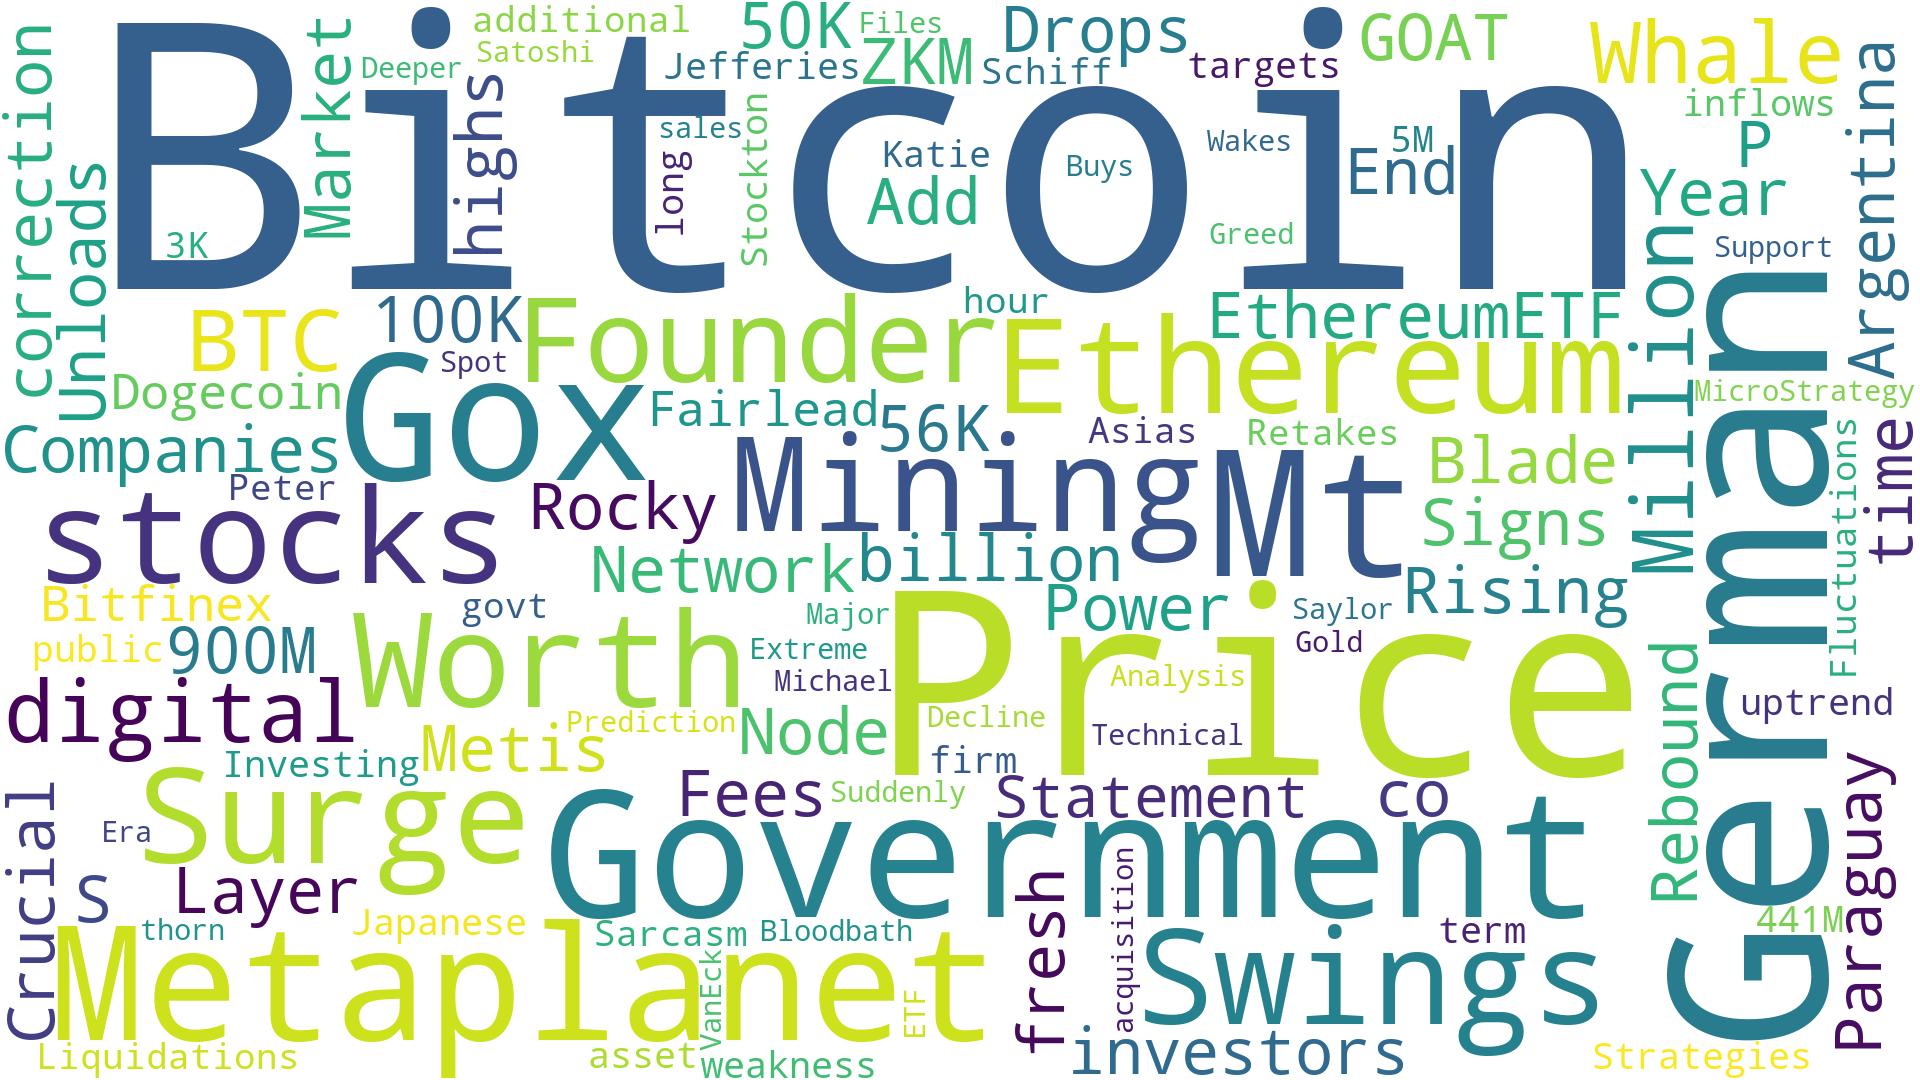 Bitcoin
additional
Satoshi
Deeper
Market
highs
correction
Unloads
3K
50K
Files
ZKM
Jefferies
Drops
Schiff
targets
GOAT
Whale
inflows
Argentina
sales
long
Stockton
Katie
Add
Buys
Wakes
5M
End
Greed
P
Year
Support
Million
German
BTC
100K
Spot
Founder
hour
Ethereum
EthereumETF
Dogecoin
Gox
Fairlead
56K
Asias
Retakes
MicroStrategy
Fluctuations
time
Companies
Peter
stocks
Rocky
Mining
Mt
Blade
Signs
Network
billion
Power
Rising
Bitfinex
govt
Major
Saylor
Gold
public
900M
Worth
Extreme
Michael
Price
Analysis
Rebound
uptrend
digital
Prediction
Metis
Node
Decline
firm
Technical
Investing
Surge
Fees
Suddenly
Statement
co
Paraguay
Crucial
Era
S
Layer
Government
441M
thorn
Japanese
Sarcasm
Bloodbath
fresh
acquisition
term
Metaplanet
VanEck
ETF
Swings
Liquidations
asset
weakness
investors
Strategies